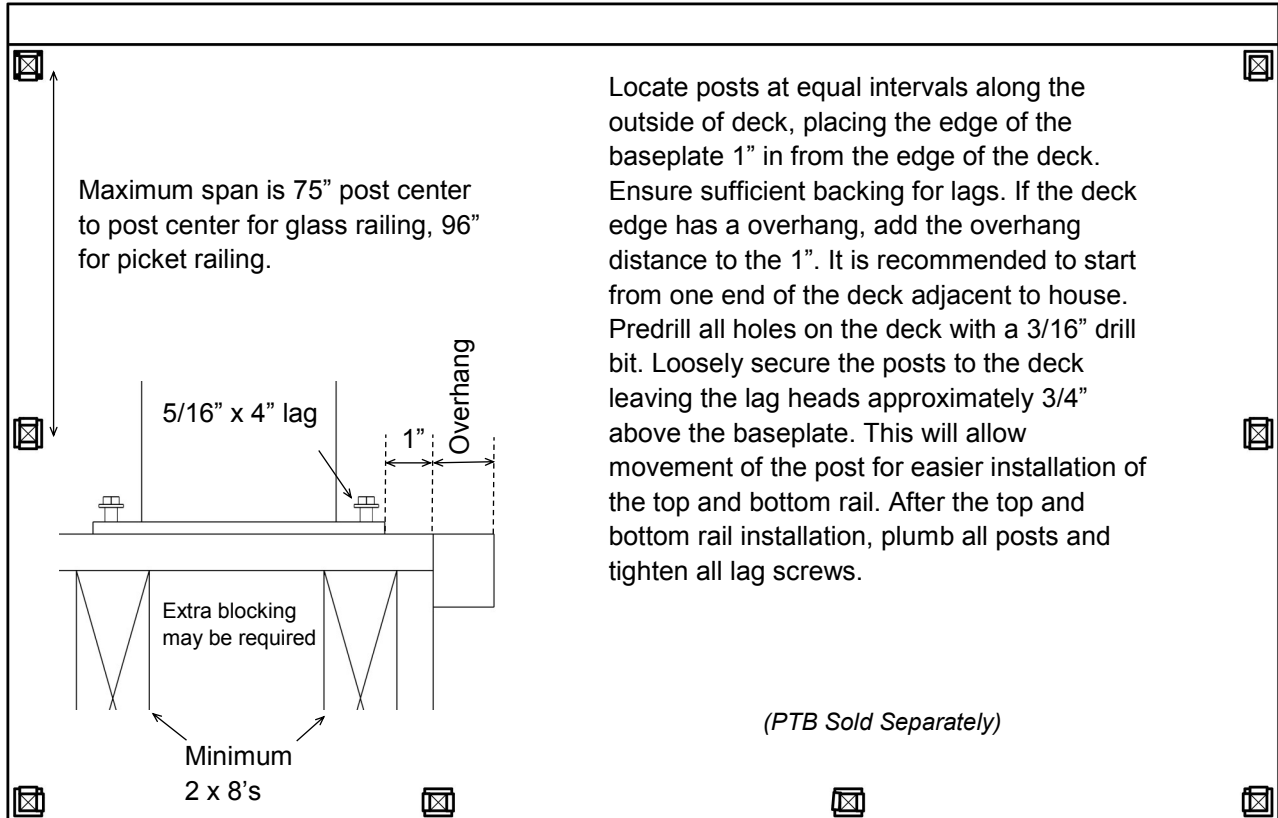 Maximum span is 75” post center
to post center for glass railing, 96”
for picket railing.
5/16” x 4” lag
1”
Overhang
Extra blocking
may be required
Minimum
2 x 8’s
Locate posts at equal intervals along the
outside of deck, placing the edge of the
baseplate 1” in from the edge of the deck.
Ensure sufficient backing for lags. If the deck
edge has a overhang, add the overhang
distance to the 1”. It is recommended to start
from one end of the deck adjacent to house.
Predrill all holes on the deck with a 3/16” drill
bit. Loosely secure the posts to the deck
leaving the lag heads approximately 3/4”
above the baseplate. This will allow
movement of the post for easier installation of
the top and bottom rail. After the top and
bottom rail installation, plumb all posts and
tighten all lag screws.
(PTB Sold Separately)